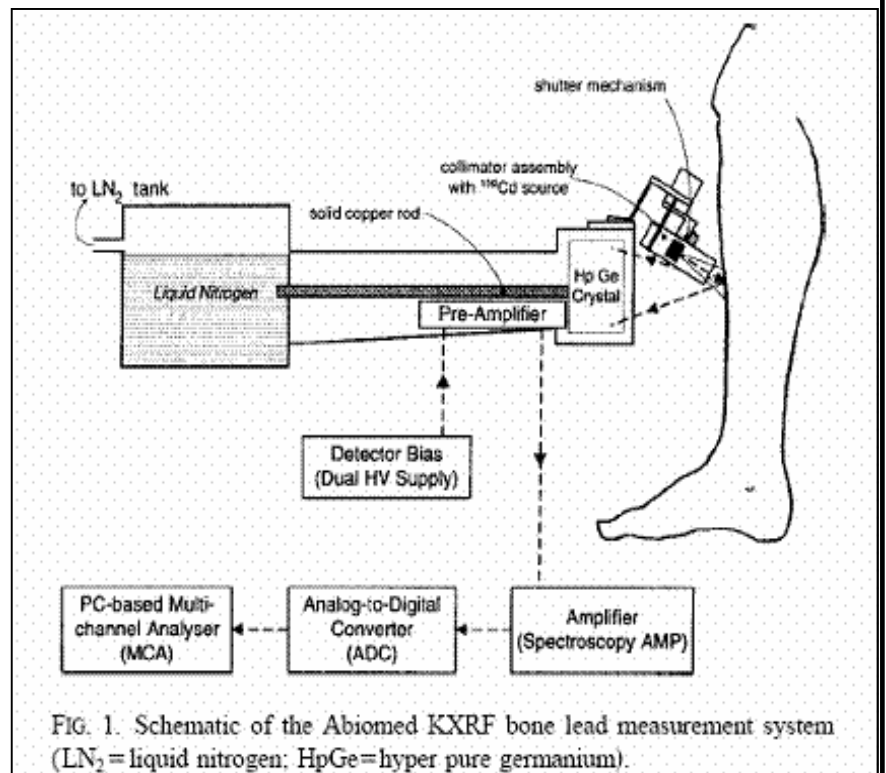 shutter mechanism
collimator assembly
with ¹⁰⁹Cd source
to LN₂ tank
solid copper rod
Liquid Nitrogen
Hp Ge
Crystal
Pre-Amplifier
Detector Bias
(Dual HV Supply)
PC-based Multi-
channel Analyser
(MCA)
Analog-to-Digital
Converter
(ADC)
Amplifier
(Spectroscopy AMP)
FIG. 1. Schematic of the Abiomed KXRF bone lead measurement system
(LN₂=liquid nitrogen; HpGe=hyper pure germanium).